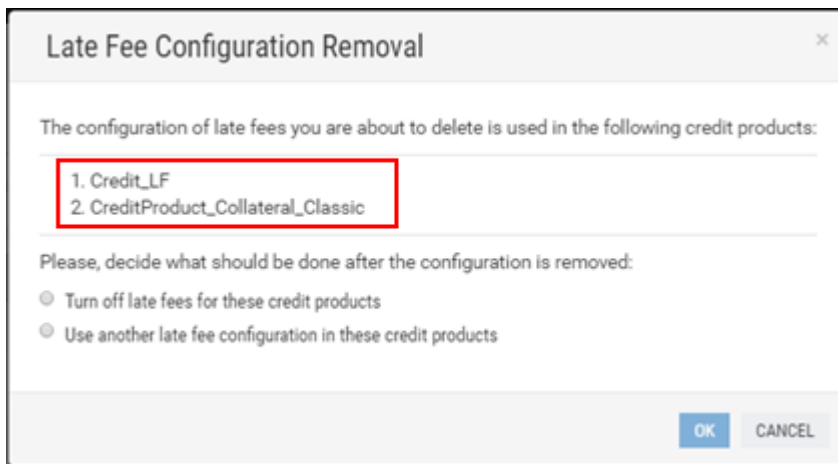 Late Fee Configuration Removal
×
The configuration of late fees you are about to delete is used in the following credit products:
1. Credit_LF
2. CreditProduct_Collateral_Classic
Please, decide what should be done after the configuration is removed:
Turn off late fees for these credit products
Use another late fee configuration in these credit products
OK CANCEL